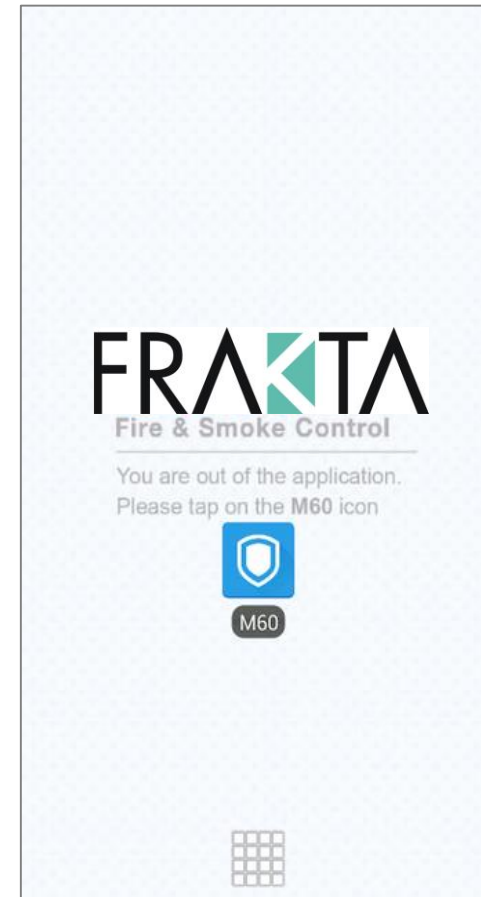 FRAKTA
Fire & Smoke Control
You are out of the application.
Please tap on the M60 icon
M60